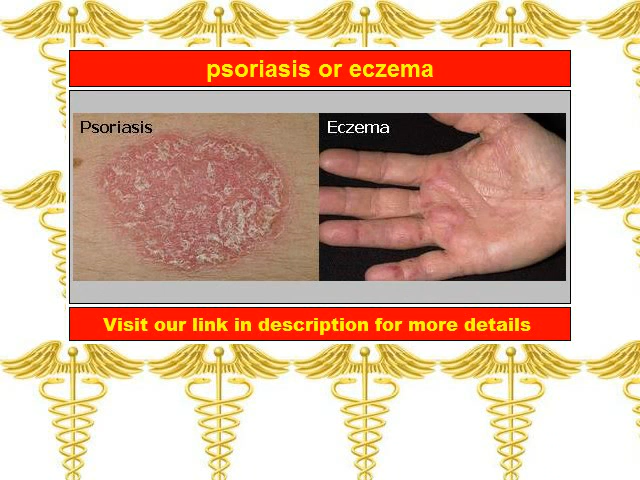 psoriasis or eczema
Psoriasis
Eczema
Visit our link in description for more details